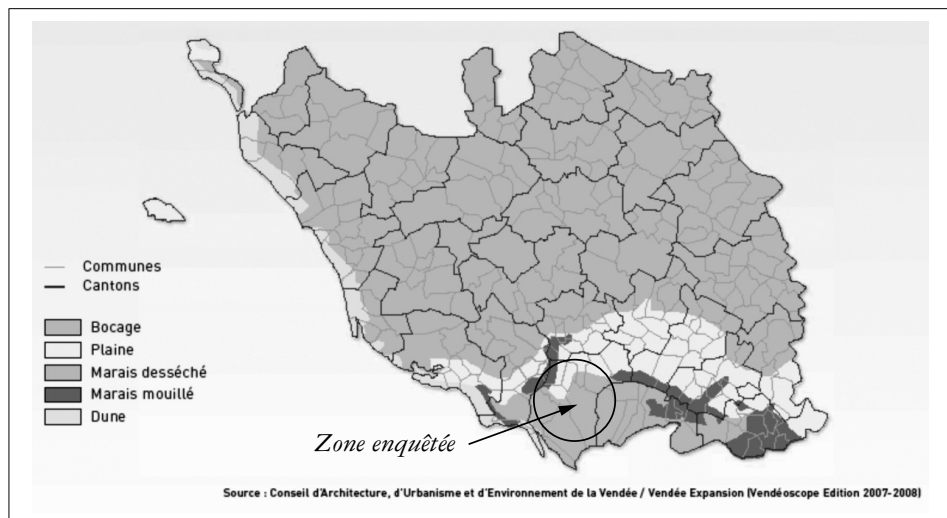 Communes
Cantons
Bocage
Plaine
Marais desséché
Marais mouillé
Dune
Zone enquêtée
Source : Conseil d'Architecture, d'Urbanisme et d'Environnement de la Vendée / Vendée Expansion (Vendéoscope Edition 2007-2008)